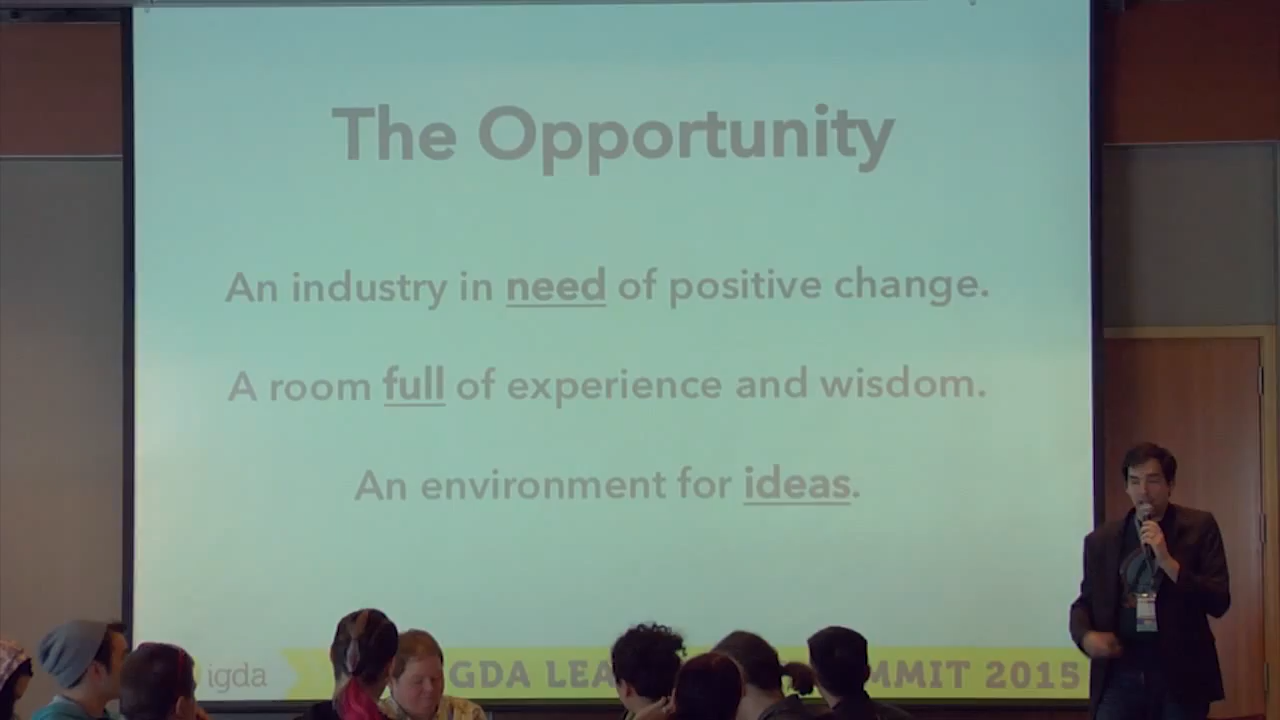 The Opportunity
An industry in need of positive change.
A room full of experience and wisdom.
An environment for ideas.
igda
GDA LEA MMIT 2015